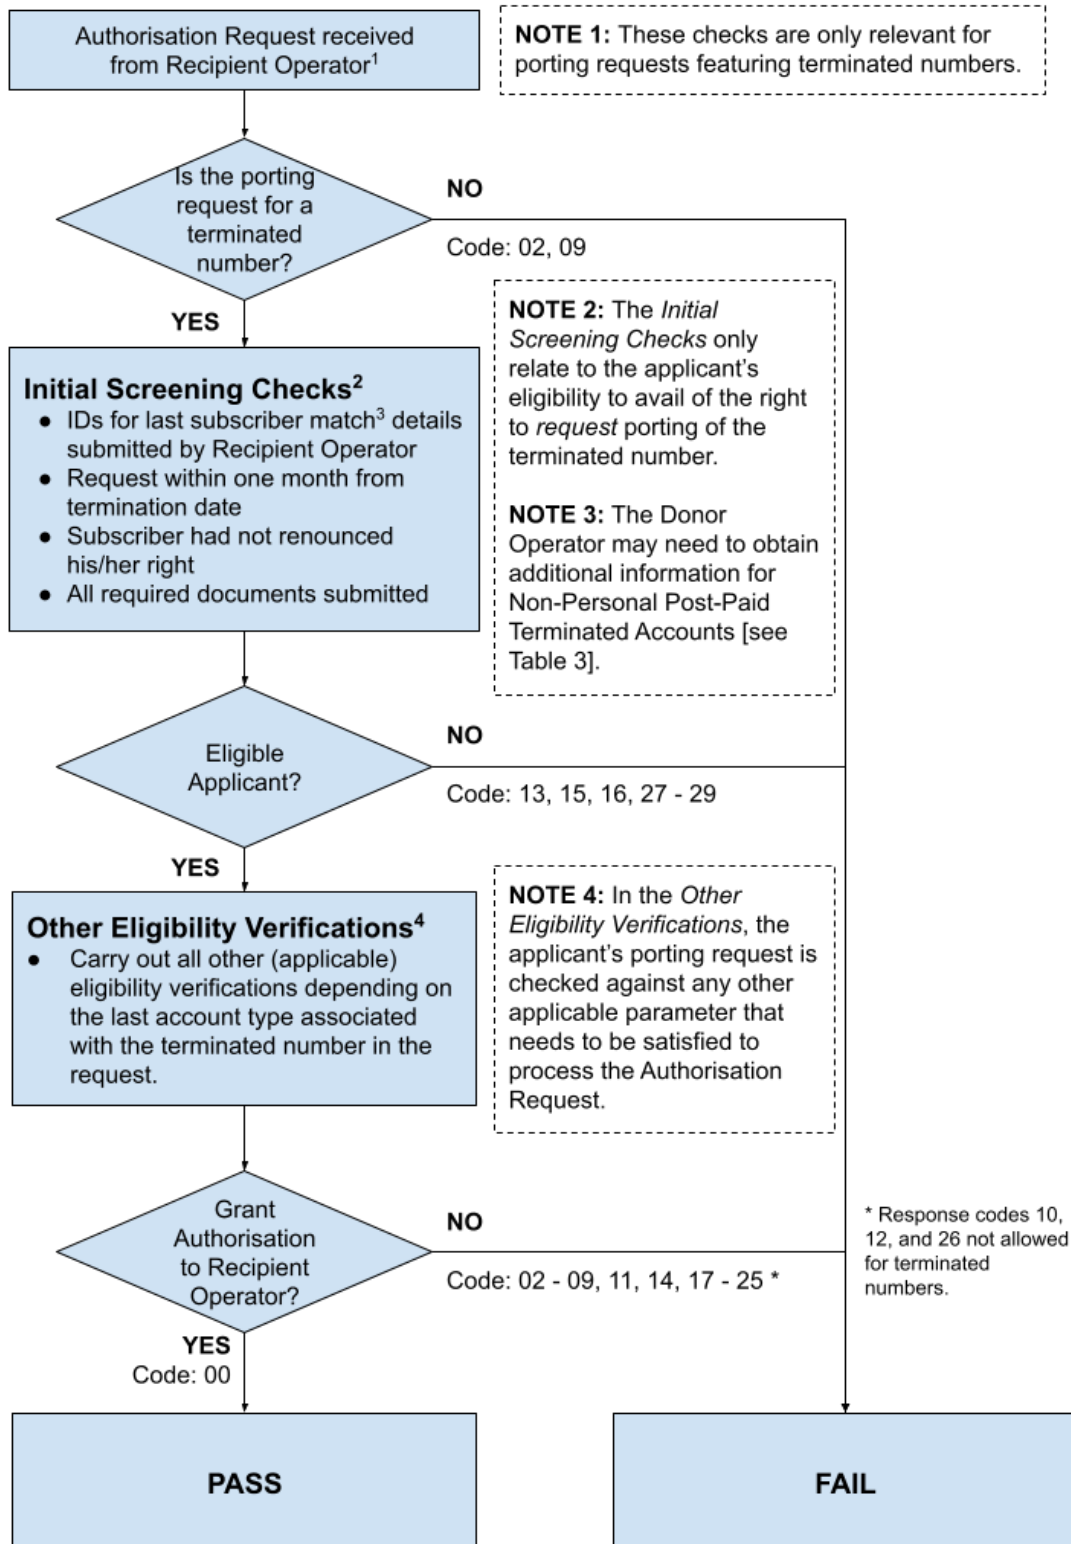 Authorisation Request received
from Recipient Operator¹
NOTE 1: These checks are only relevant for
porting requests featuring terminated numbers.
Is the porting
request for a
terminated
number?
NO
Code: 02, 09
YES
NOTE 2: The Initial
Screening Checks only
relate to the applicant's
eligibility to avail of the right
to request porting of the
terminated number.
NOTE 3: The Donor
Operator may need to obtain
additional information for
Non-Personal Post-Paid
Terminated Accounts [see
Table 3].
Initial Screening Checks²
● IDs for last subscriber match³ details
submitted by Recipient Operator
● Request within one month from
termination date
● Subscriber had not renounced
his/her right
● All required documents submitted
Eligible
Applicant?
NO
Code: 13, 15, 16, 27 - 29
YES
NOTE 4: In the Other
Eligibility Verifications, the
applicant's porting request is
checked against any other
applicable parameter that
needs to be satisfied to
process the Authorisation
Request.
Other Eligibility Verifications⁴
● Carry out all other (applicable)
eligibility verifications depending on
the last account type associated
with the terminated number in the
request.
Grant
Authorisation
to Recipient
Operator?
NO
Code: 02 - 09, 11, 14, 17 - 25 *
* Response codes 10,
12, and 26 not allowed
for terminated
numbers.
YES
Code: 00
PASS
FAIL